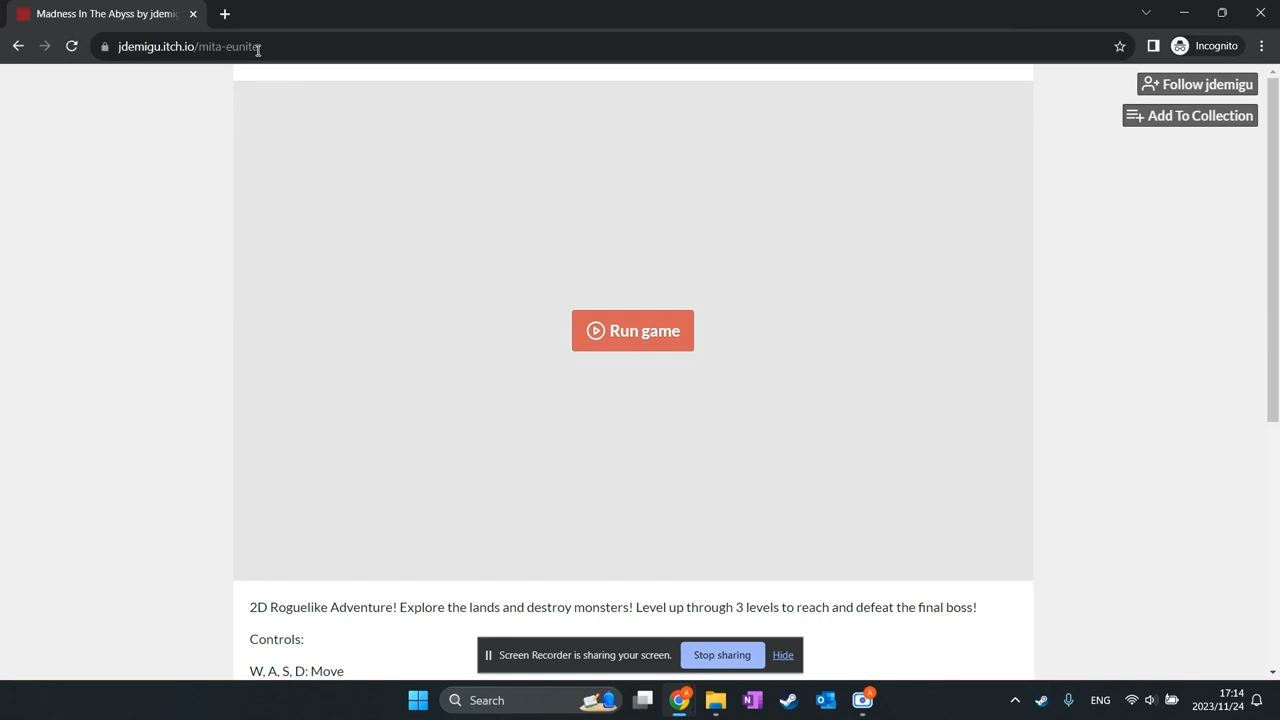 Madness In The Abyss by jdemig
jdemigu.itch.io/mita-eunite
Incognito
Follow jdemigu
Add To Collection
Run game
2D Roguelike Adventure! Explore the lands and destroy monsters! Level up through 3 levels to reach and defeat the final boss!
Controls:
Screen Recorder is sharing your screen.
Stop sharing
Hide
W, A, S, D: Move
Search
ENG
17:14
2023/11/24